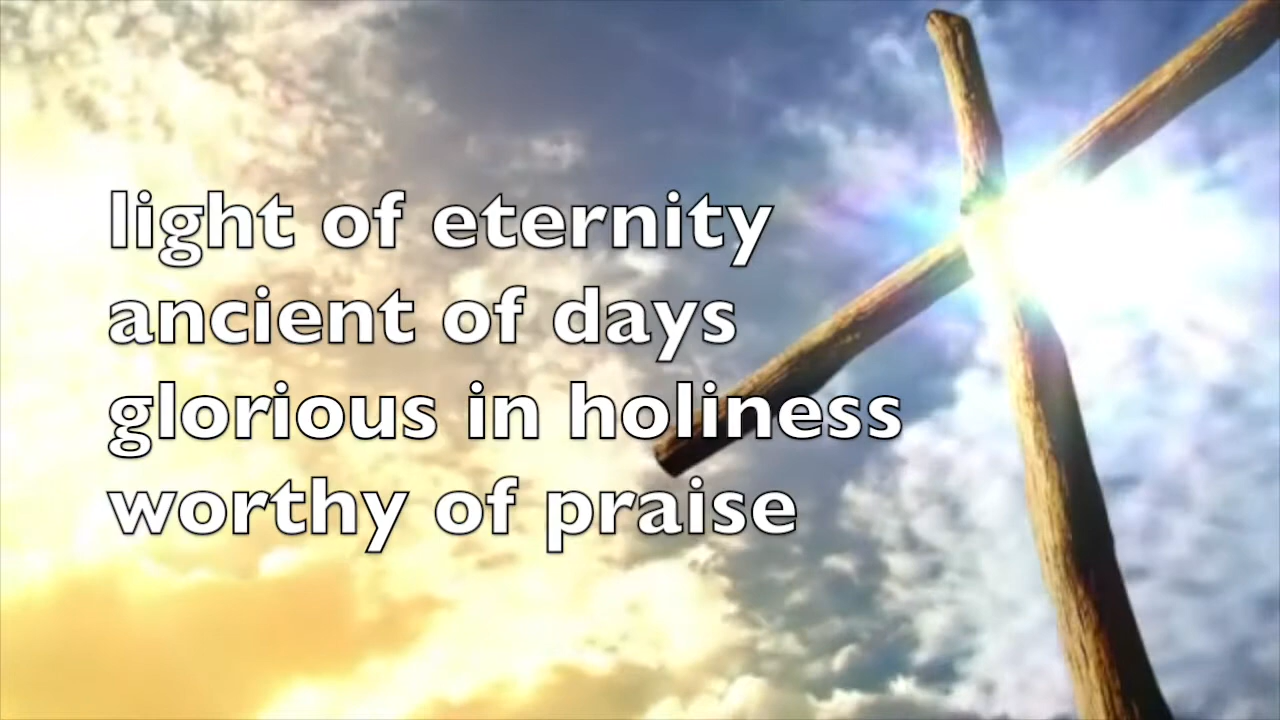 light of eternity
ancient of days
glorious in holiness
worthy of praise